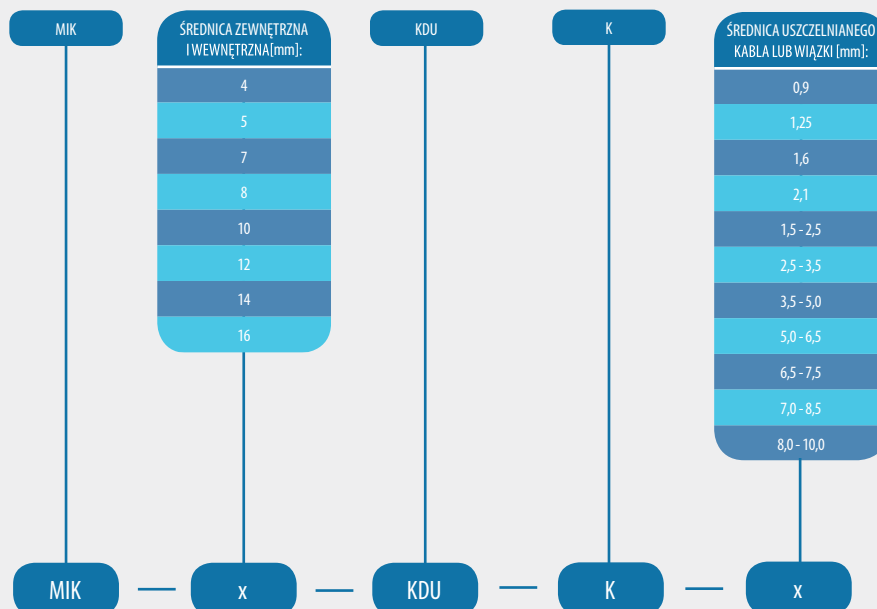 MIK
ŚREDNICA ZEWNĘTRZNA
I WEWNĘTRZNA[mm]:
4
5
7
8
10
12
14
16
KDU
K
ŚREDNICA USZCZELNIANEGO
KABLA LUB WIĄZKI [mm]:
0,9
1,25
1,6
2,1
1,5 - 2,5
2,5 - 3,5
3,5 - 5,0
5,0 - 6,5
6,5 - 7,5
7,0 - 8,5
8,0 - 10,0
MIK — x — KDU — K — x